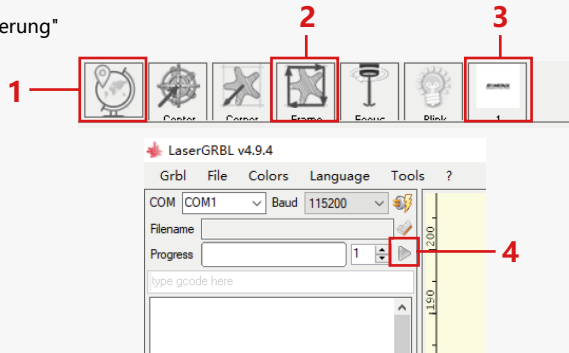 erung"
2
3
1
Center
Corner
Frame
Focus
Blink
1
LaserGRBL v4.9.4
Grbl File Colors Language Tools ?
COM COM1 Baud 115200
Filename
Progress 1
4
type gcode here
200
190